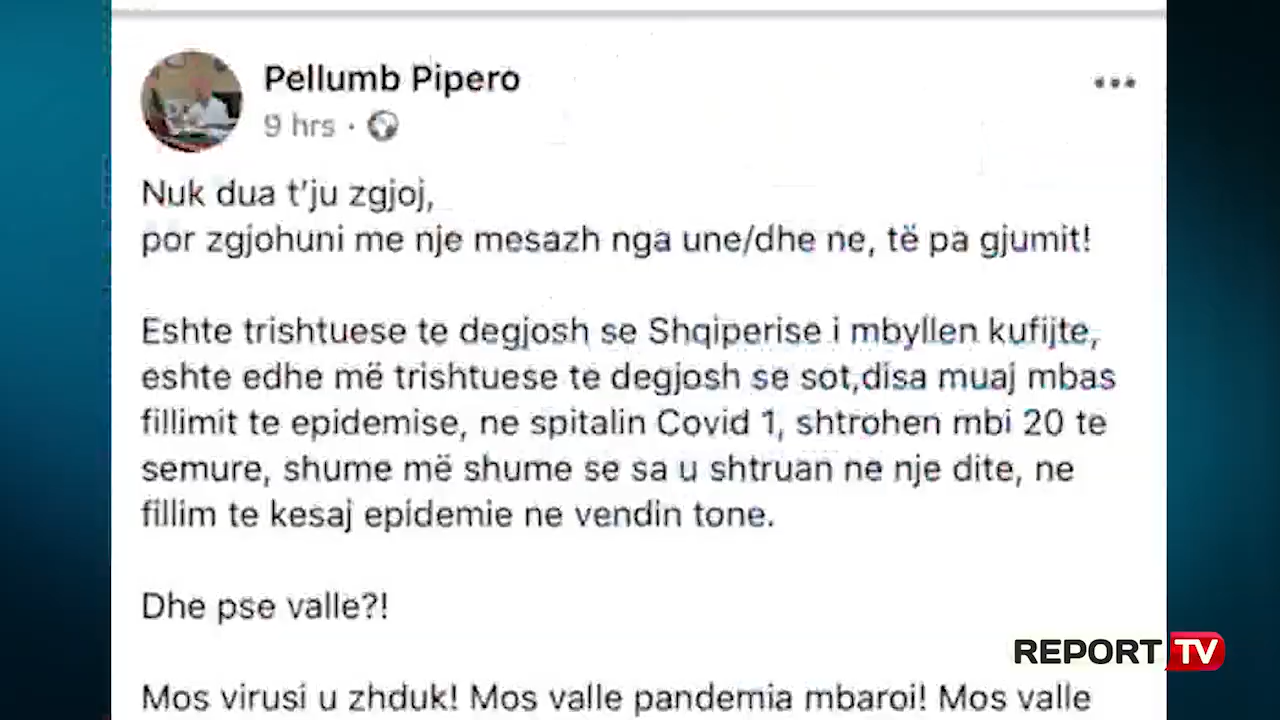 Pellumb Pipero
9 hrs ·
Nuk dua t'ju zgjoj,
por zgjohuni me nje mesazh nga une/dhe ne, të pa gjumit!
Eshte trishtuese te degjosh se Shqiperise i mbyllen kufijte,
eshte edhe më trishtuese te degjosh se sot,disa muaj mbas
fillimit te epidemise, ne spitalin Covid 1, shtrohen mbi 20 te
semure, shume më shume se sa u shtruan ne nje dite, ne
fillim te kesaj epidemie ne vendin tone.
Dhe pse valle?!
Mos virusi u zhduk! Mos valle pandemia mbaroi! Mos valle
REPORT TV